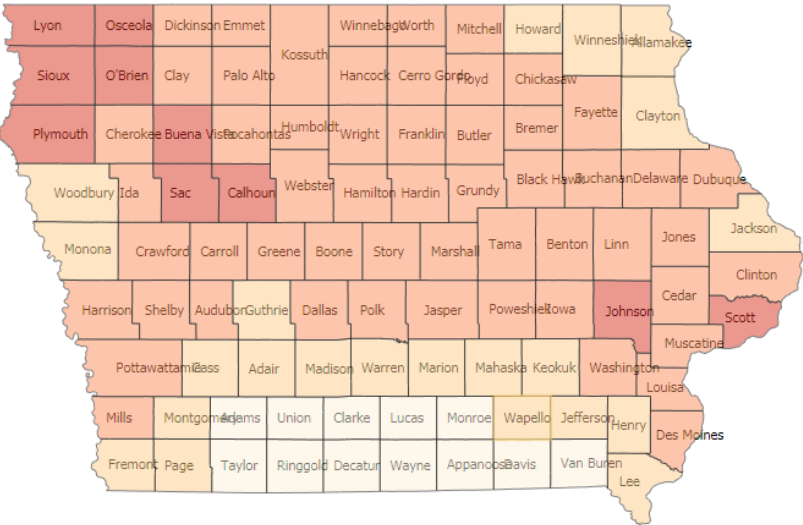 Lyon Osceola Dickinson Emmet Winnebago Worth Mitchell Howard Winneshiek Allamakee
Kossuth
Sioux O'Brien Clay Palo Alto Hancock Cerro Gordo Floyd Chickasaw
Fayette Clayton
Plymouth Cherokee Buena Vista Pocahontas Humboldt Wright Franklin Butler Bremer
Woodbury Ida Sac Calhoun Webster Hamilton Hardin Grundy Black Hawk Buchanan Delaware Dubuque
Jackson
Monona Crawford Carroll Greene Boone Story Marshall Tama Benton Linn Jones
Clinton
Harrison Shelby Audubon Guthrie Dallas Polk Jasper Poweshiek Iowa Johnson Cedar Scott
Muscatine
Pottawattamie Cass Adair Madison Warren Marion Mahaska Keokuk Washington
Louisa
Mills Montgomery Adams Union Clarke Lucas Monroe Wapello Jefferson Henry Des Moines
Fremont Page Taylor Ringgold Decatur Wayne Appanoose Davis Van Buren
Lee